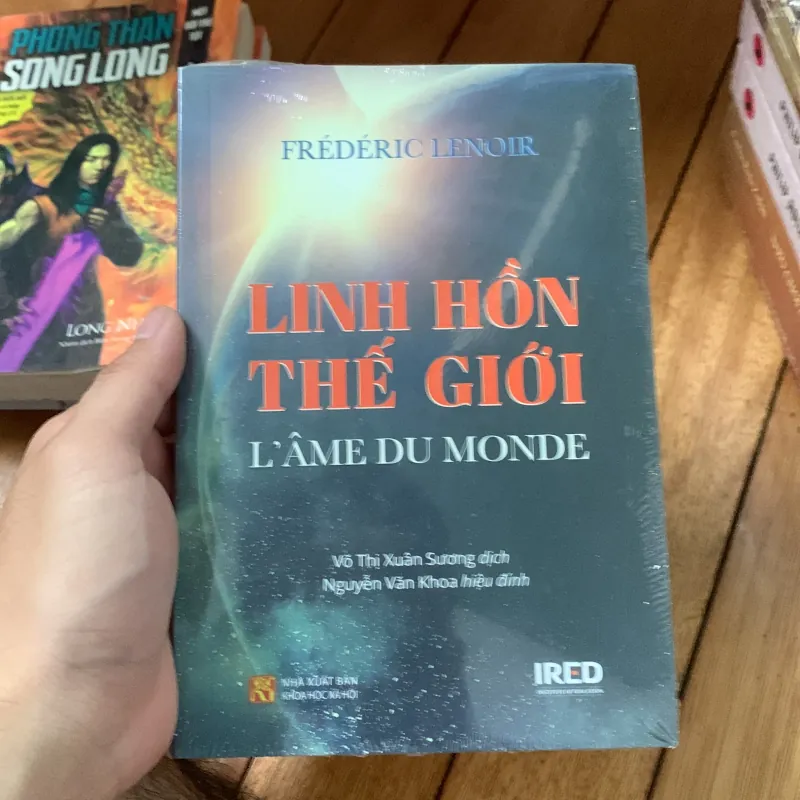 PHONG THẦN
SONG LONG
LONG
FRÉDÉRIC LENOIR
LINH HỒN
THẾ GIỚI
L'ÂME DU MONDE
Võ Thị Xuân Sương dịch
Nguyễn Văn Khoa hiệu đính
NHÀ XUẤT BẢN
KHOA HỌC XÃ HỘI
IRED